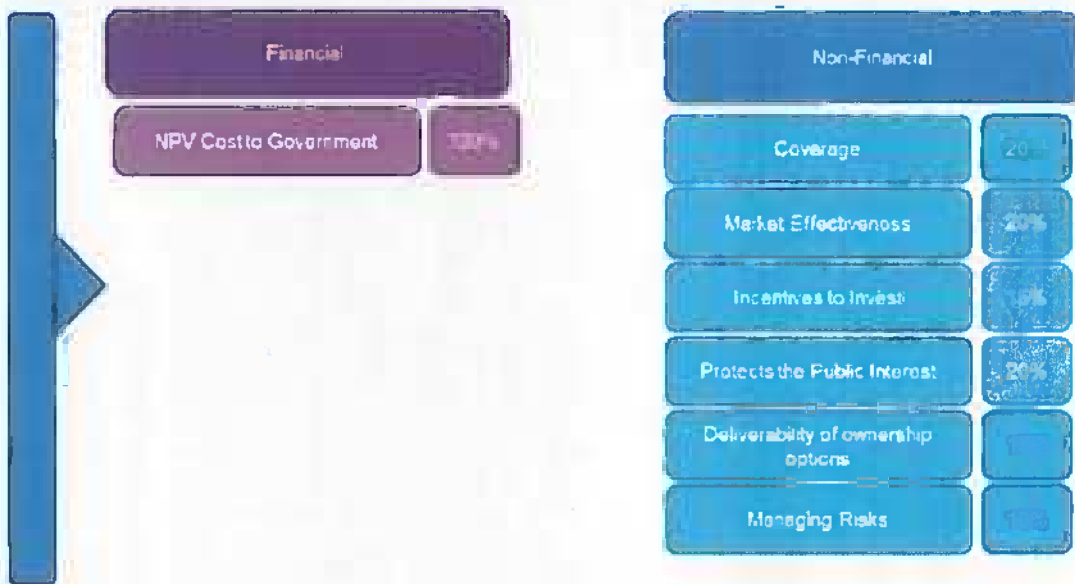 Financial
Non-Financial
NPV Cost to Government
Coverage
Market Effectiveness
20%
Incentives to Invest
Protects the Public Interest
20%
Deliverability of ownership
options
Managing Risks